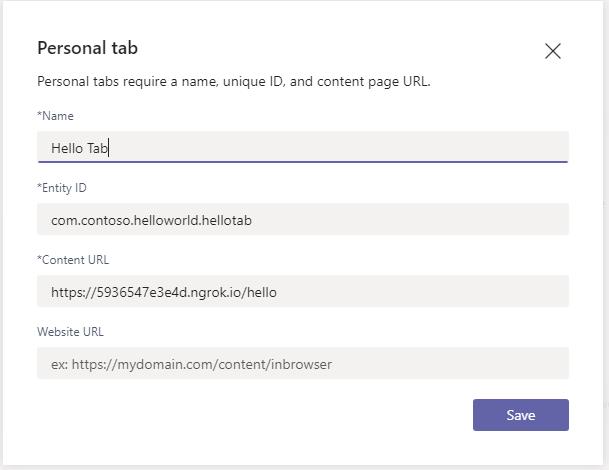 Personal tab
Personal tabs require a name, unique ID, and content page URL.
*Name
Hello Tab
*Entity ID
com.contoso.helloworld.hellotab
*Content URL
https://5936547e3e4d.ngrok.io/hello
Website URL
ex: https://mydomain.com/content/inbrowser
Save